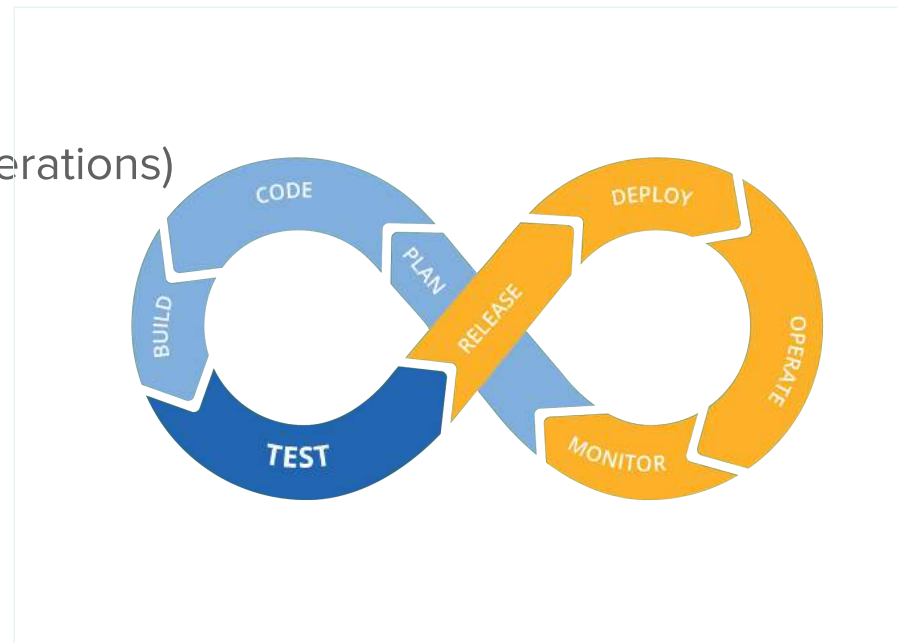 erations)
CODE
DEPLOY
PLAN
RELEASE
BUILD
OPERATE
TEST
MONITOR